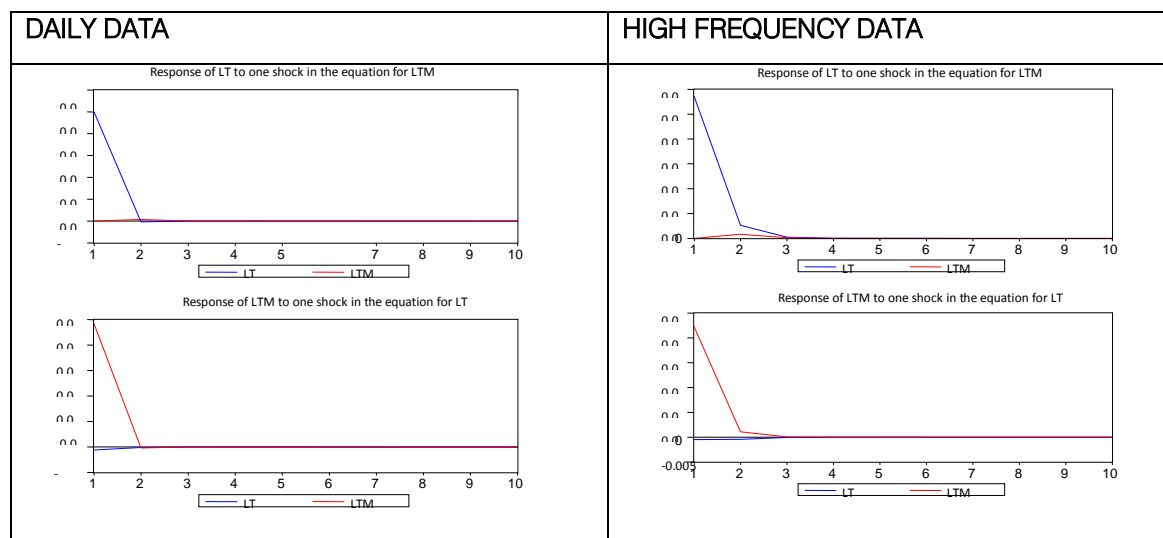 DAILY DATA
HIGH FREQUENCY DATA
Response of LT to one shock in the equation for LTM
1 2 3 4 5 7 8 9 10
LT LTM
Response of LTM to one shock in the equation for LT
1 2 3 4 5 6 7 8 9 10
LT LTM
Response of LT to one shock in the equation for LTM
1 2 3 4 5 6 7 8 9 10
LT LTM
Response of LTM to one shock in the equation for LT
-0.005
1 2 3 4 5 6 7 8 9 10
LT LTM